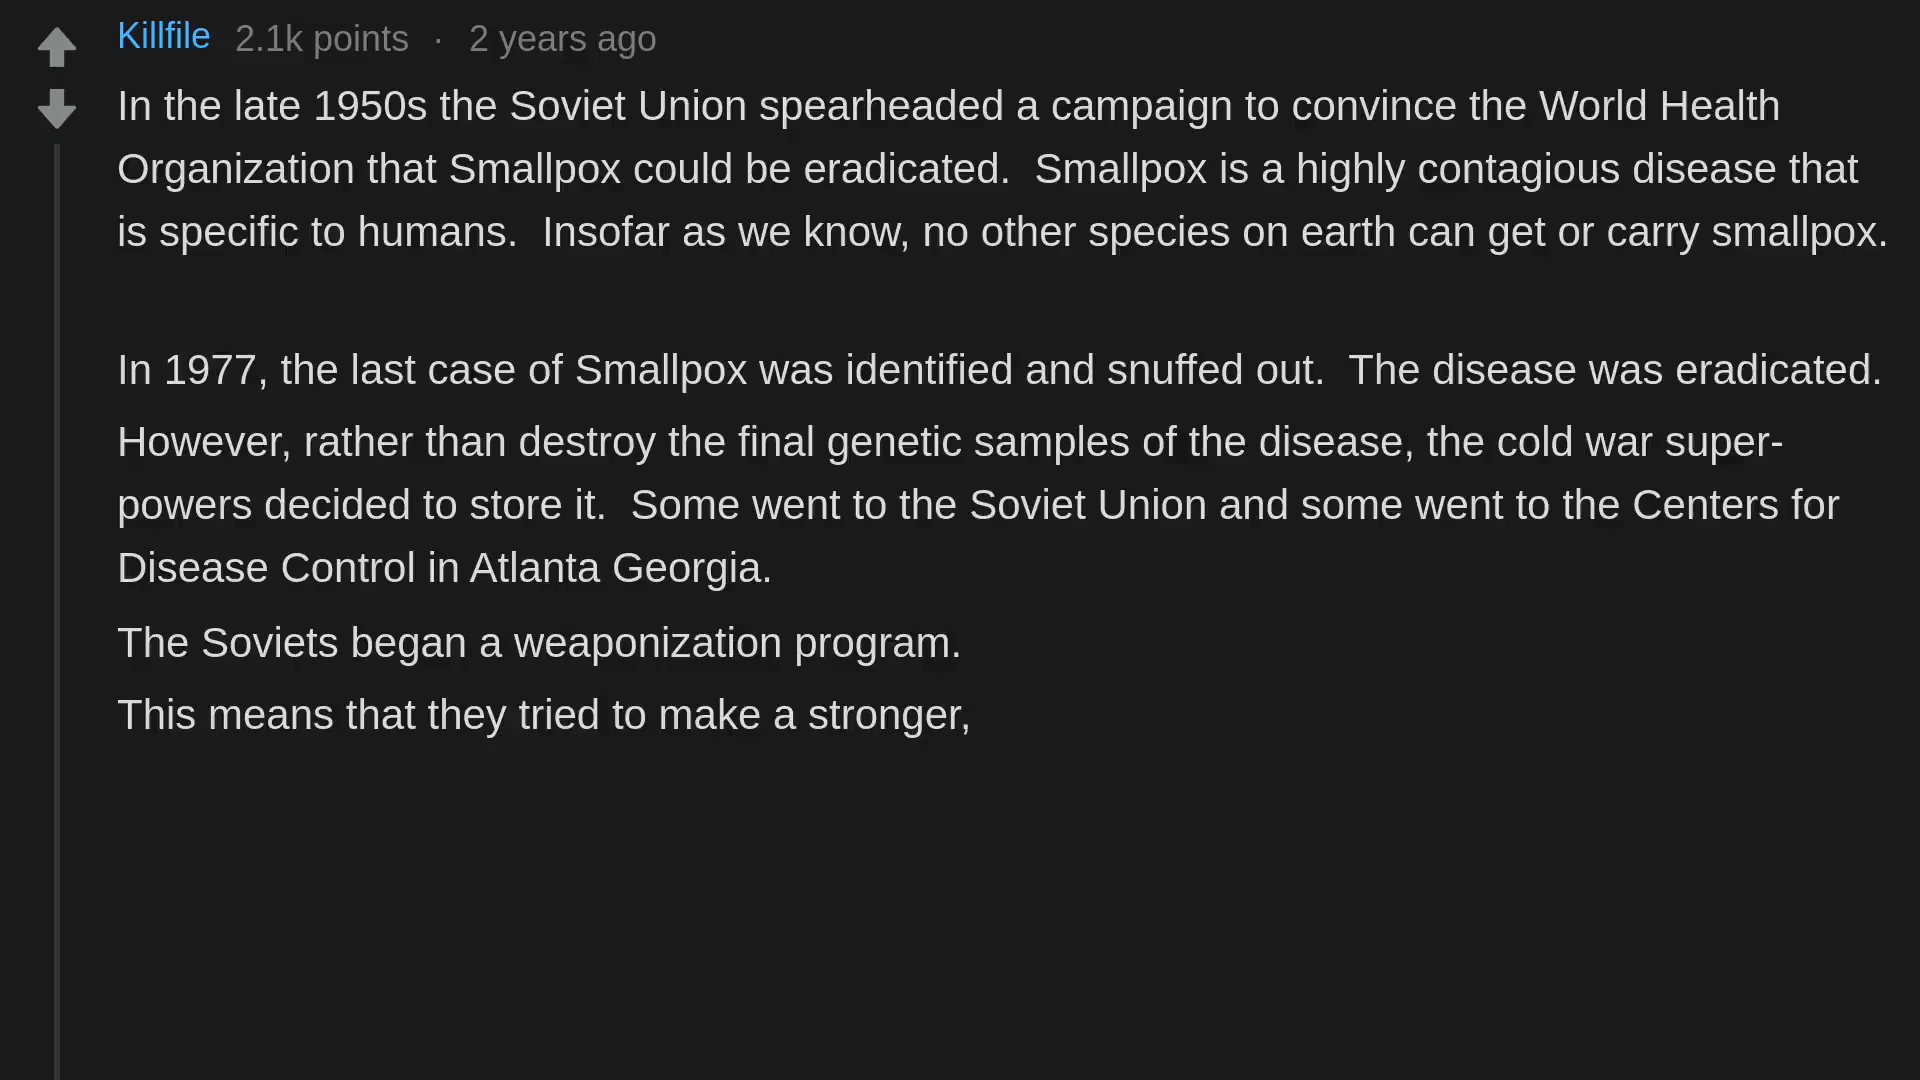 Killfile 2.1k points · 2 years ago
In the late 1950s the Soviet Union spearheaded a campaign to convince the World Health
Organization that Smallpox could be eradicated.  Smallpox is a highly contagious disease that
is specific to humans.  Insofar as we know, no other species on earth can get or carry smallpox.
In 1977, the last case of Smallpox was identified and snuffed out.  The disease was eradicated.
However, rather than destroy the final genetic samples of the disease, the cold war super-
powers decided to store it.  Some went to the Soviet Union and some went to the Centers for
Disease Control in Atlanta Georgia.
The Soviets began a weaponization program.
This means that they tried to make a stronger,